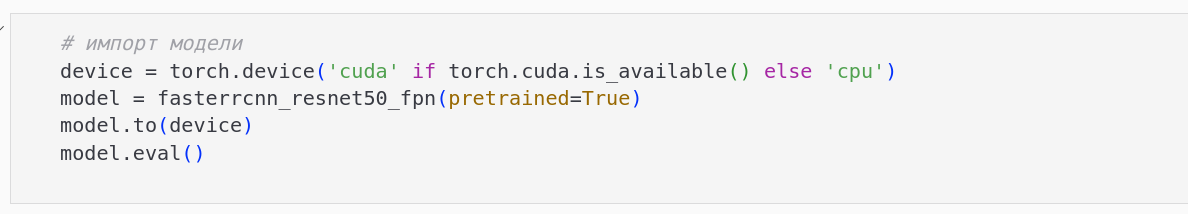 # импорт модели
device = torch.device('cuda' if torch.cuda.is_available() else 'cpu')
model = fasterrcnn_resnet50_fpn(pretrained=True)
model.to(device)
model.eval()